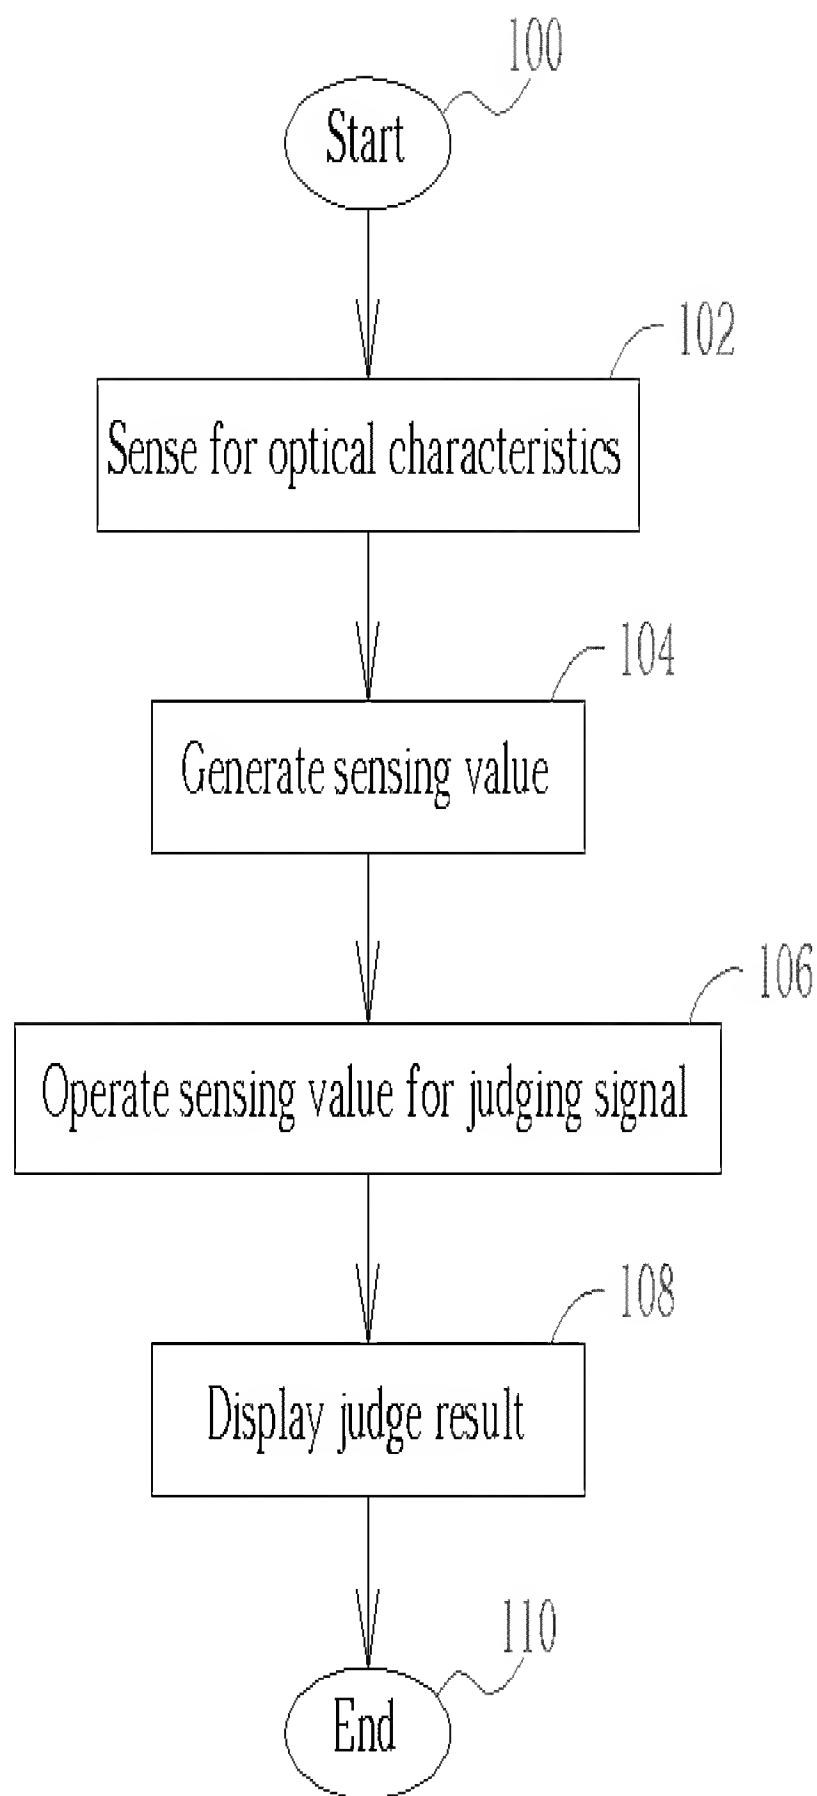 100
Start
102
Sense for optical characteristics
104
Generate sensing value
106
Operate sensing value for judging signal
108
Display judge result
110
End